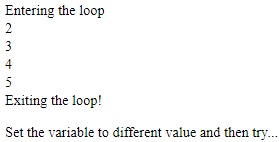 Entering the loop
2
3
4
5
Exiting the loop!
Set the variable to different value and then try...